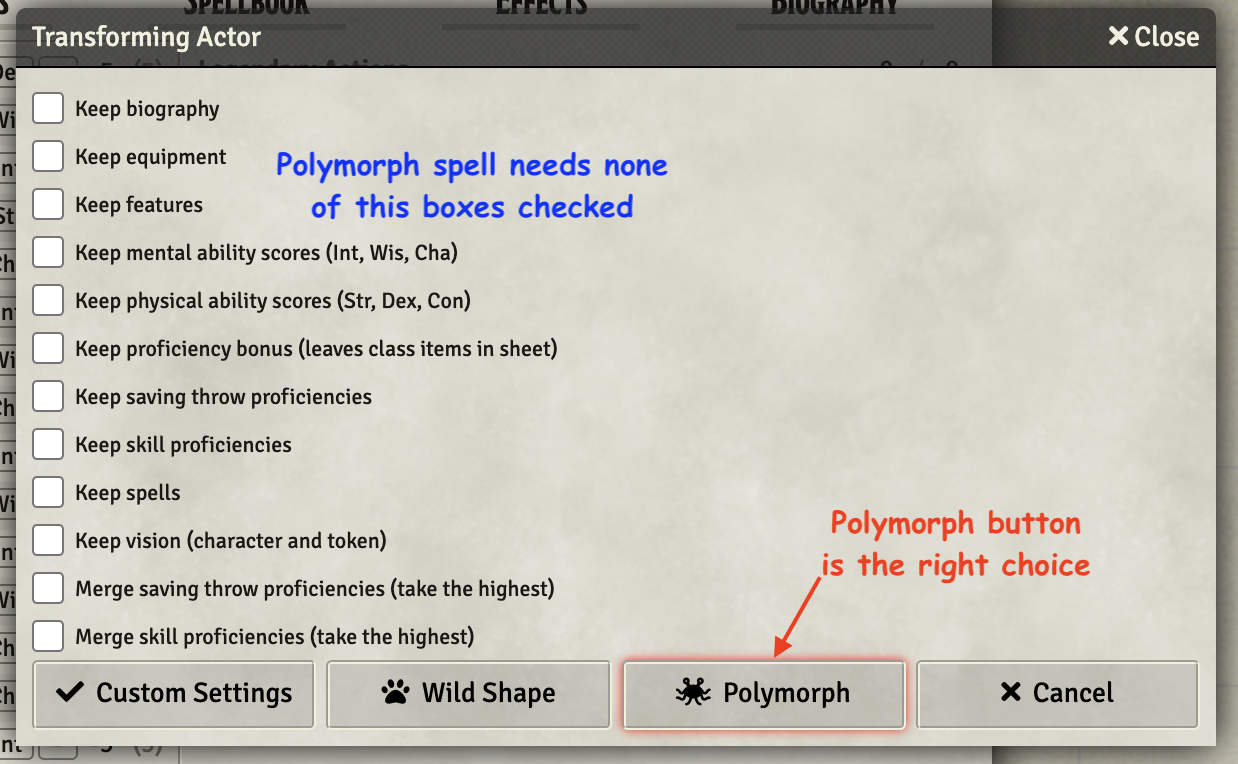 SPELLBOOK
EFFECTS
BIOGRAPHY
Transforming Actor
Close
Legendary Actions
Keep biography
Keep equipment
Polymorph spell needs none
of this boxes checked
Keep features
Keep mental ability scores (Int, Wis, Cha)
Keep physical ability scores (Str, Dex, Con)
Keep proficiency bonus (leaves class items in sheet)
Keep saving throw proficiencies
Keep skill proficiencies
Keep spells
Polymorph button
is the right choice
Keep vision (character and token)
Merge saving throw proficiencies (take the highest)
Merge skill proficiencies (take the highest)
Custom Settings
Wild Shape
Polymorph
Cancel